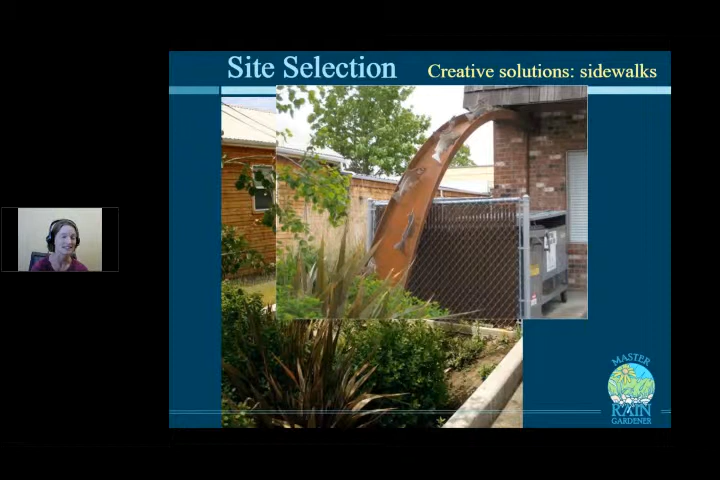 Site Selection
Creative solutions: sidewalks
MASTER
RAIN
GARDENER